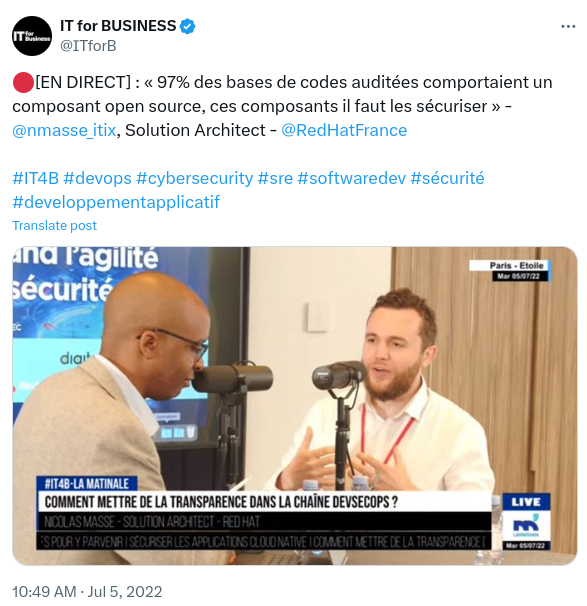 IT for BUSINESS
@ITforB
IT for Business
[EN DIRECT] : « 97% des bases de codes auditées comportaient un
composant open source, ces composants il faut les sécuriser » -
@nmasse_itix, Solution Architect - @RedHatFrance
#IT4B #devops #cybersecurity #sre #softwaredev #sécurité
#developpementapplicatif
Translate post
l'agilité
sécurité
Paris - Etoile
Mar 05/07/22
#IT4B-LA MATINALE
COMMENT METTRE DE LA TRANSPARENCE DANS LA CHAÎNE DEVSECOPS ?
NICOLAS MASSE - SOLUTION ARCHITECT - RED HAT
POUR Y PARVENIR | SÉCURISER LES APPLICATIONS CLOUD NATIVE | COMMENT METTRE DE LA TRANSPARENCE
LIVE
Mar 05/07/22
10:49 AM · Jul 5, 2022